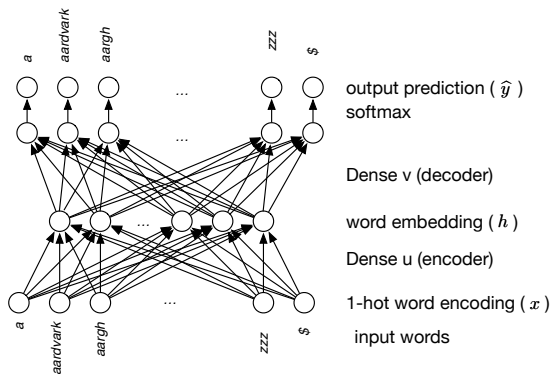 a aardvark aargh ... zzz $
output prediction ( ŷ )
softmax
...
Dense v (decoder)
... word embedding ( h )
Dense u (encoder)
... 1-hot word encoding ( x )
a aardvark aargh zzz $
input words